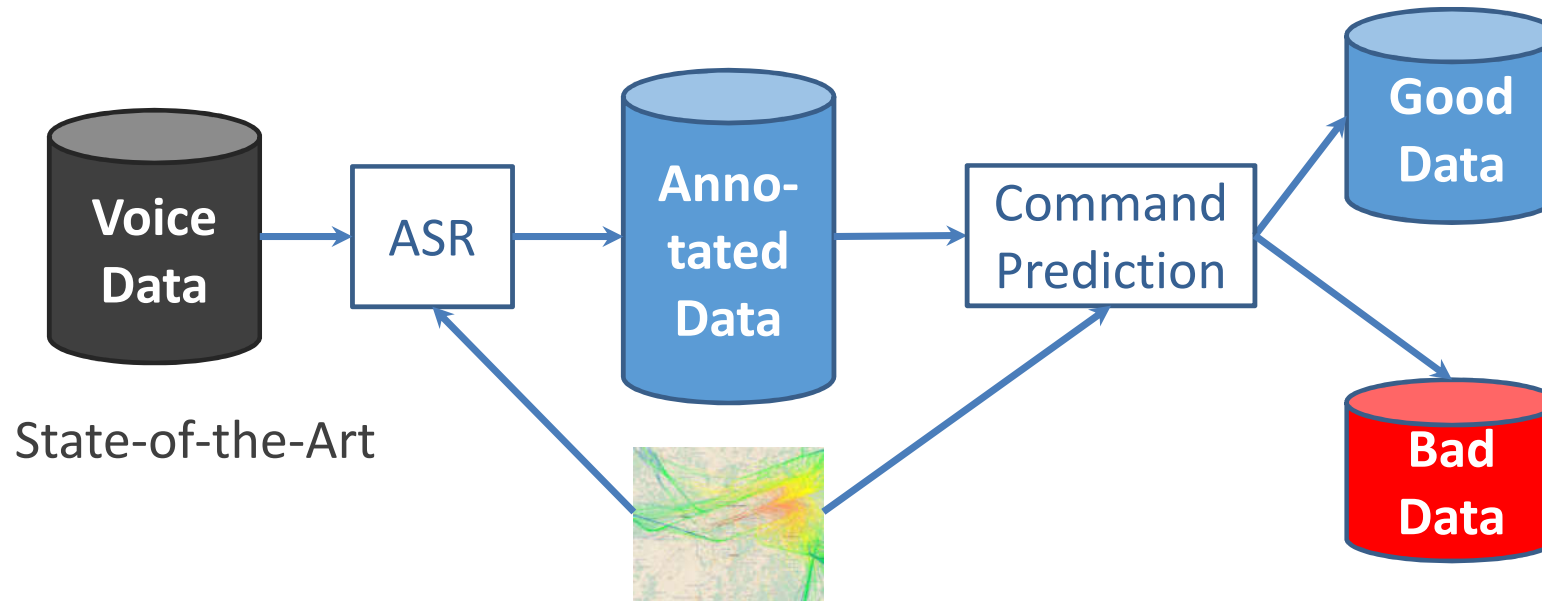 Voice
Data
State-of-the-Art
ASR
Anno-
tated
Data
Command
Prediction
Good
Data
Bad
Data